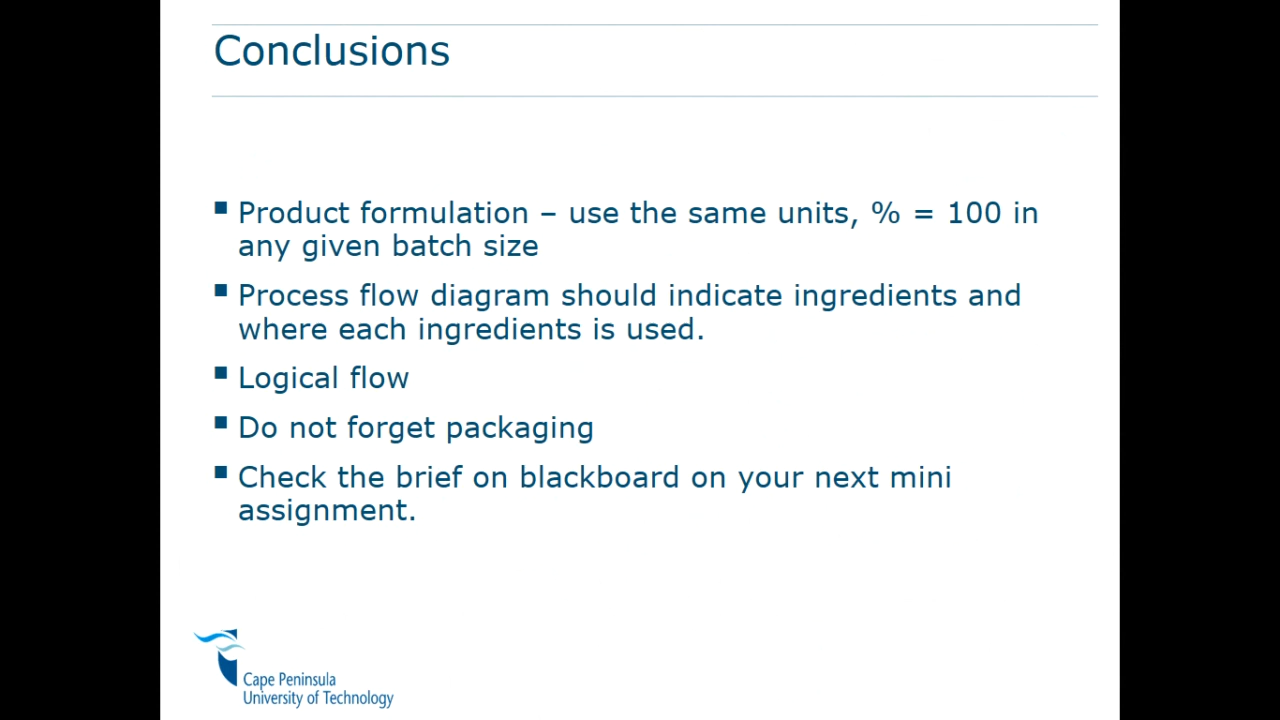 Conclusions
▪ Product formulation – use the same units, % = 100 in
any given batch size
▪ Process flow diagram should indicate ingredients and
where each ingredients is used.
▪ Logical flow
▪ Do not forget packaging
▪ Check the brief on blackboard on your next mini
assignment.
Cape Peninsula
University of Technology